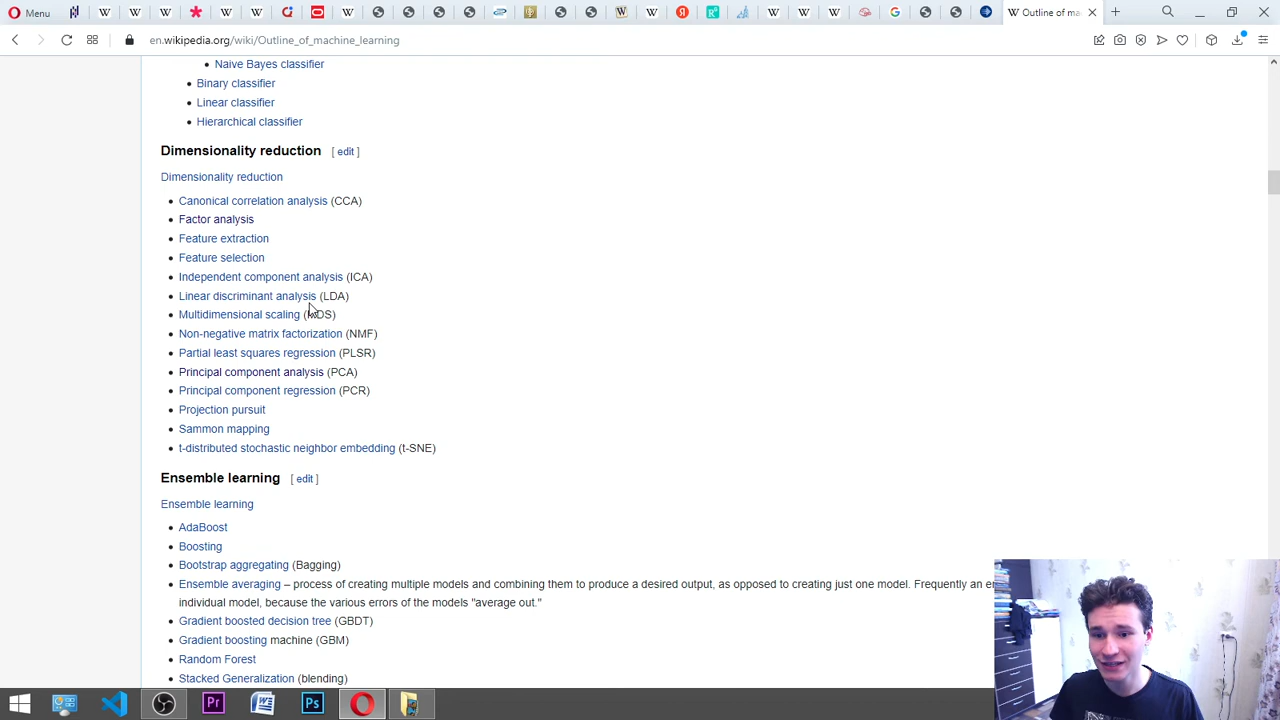 Menu
Outline of ma
en.wikipedia.org/wiki/Outline_of_machine_learning
Naive Bayes classifier
Binary classifier
Linear classifier
Hierarchical classifier
Dimensionality reduction [ edit ]
Dimensionality reduction
Canonical correlation analysis (CCA)
Factor analysis
Feature extraction
Feature selection
Independent component analysis (ICA)
Linear discriminant analysis (LDA)
Multidimensional scaling
Non-negative matrix factorization (NMF)
Partial least squares regression (PLSR)
Principal component analysis (PCA)
Principal component regression (PCR)
Projection pursuit
Sammon mapping
t-distributed stochastic neighbor embedding (t-SNE)
Ensemble learning [ edit ]
Ensemble learning
AdaBoost
Boosting
Bootstrap aggregating (Bagging)
Ensemble averaging – process of creating multiple models and combining them to produce a desired output, as opposed to creating just one model. Frequently an
individual model, because the various errors of the models "average out."
Gradient boosted decision tree (GBDT)
Gradient boosting machine (GBM)
Random Forest
Stacked Generalization (blending)
Pr
Ps